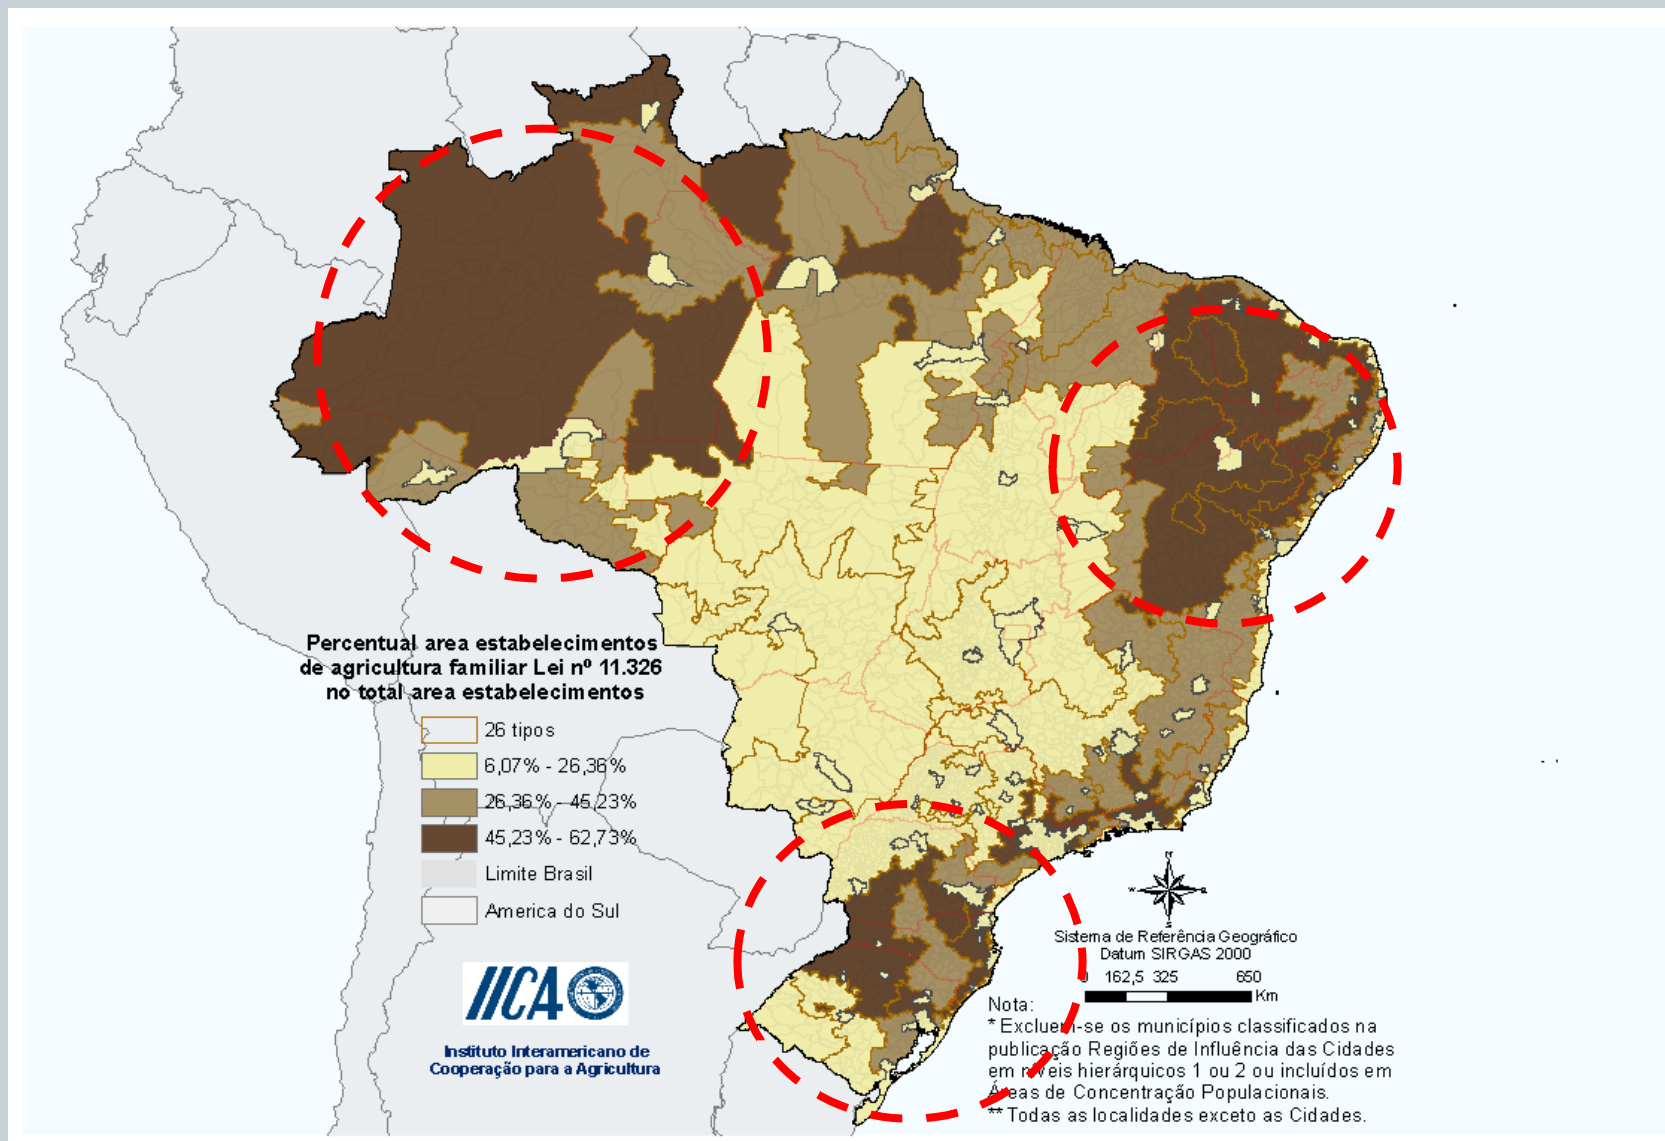 Percentual area estabelecimentos
de agricultura familiar Lei nº 11.326
no total area estabelecimentos
26 tipos
6,07% - 26,36%
26,36% - 45,23%
45,23% - 62,73%
Limite Brasil
America do Sul
IICA
Instituto Interamericano de
Cooperação para a Agricultura
N
W
S
Sistema de Referência Geográfico
Datum SIRGAS 2000
0 162,5 325 650
Km
Nota:
* Excluem-se os municípios classificados na
publicação Regiões de Influência das Cidades
em níveis hierárquicos 1 ou 2 ou incluídos em
Áreas de Concentração Populacionais.
** Todas as localidades exceto as Cidades.